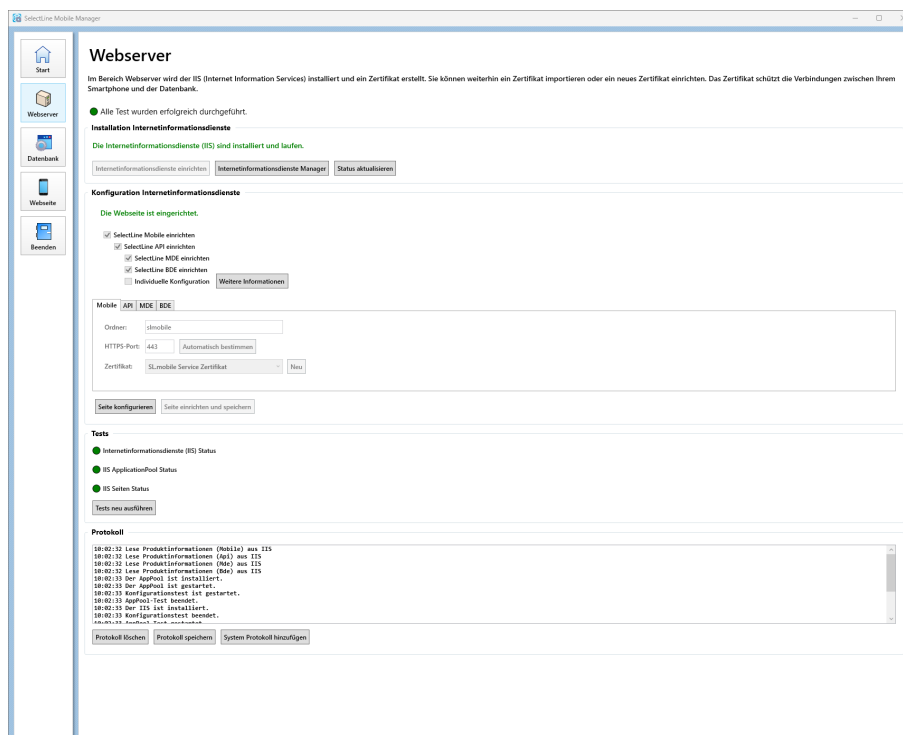 SelectLine Mobile Manager
Start
Webserver
Datenbank
Webseite
Beenden
Webserver
Im Bereich Webserver wird der IIS (Internet Information Services) installiert und ein Zertifikat erstellt. Sie können weiterhin ein Zertifikat importieren oder ein neues Zertifikat einrichten. Das Zertifikat schützt die Verbindungen zwischen Ihrem
Smartphone und der Datenbank.
Alle Test wurden erfolgreich durchgeführt.
Installation Internetinformationsdienste
Die Internetinformationsdienste (IIS) sind installiert und laufen.
Internetinformationsdienste einrichten Internetinformationsdienste Manager Status aktualisieren
Konfiguration Internetinformationsdienste
Die Webseite ist eingerichtet.
SelectLine Mobile einrichten
SelectLine API einrichten
SelectLine MDE einrichten
SelectLine BDE einrichten
Individuelle Konfiguration Weitere Informationen
Mobile API MDE BDE
Ordner: slmobile
HTTPS-Port: 443 Automatisch bestimmen
Zertifikat: SL.mobile Service Zertifikat Neu
Seite konfigurieren Seite einrichten und speichern
Tests
Internetinformationsdienste (IIS) Status
IIS ApplicationPool Status
IIS Seiten Status
Tests neu ausführen
Protokoll
10:02:32 Lese Produktinformationen (Mobile) aus IIS
10:02:32 Lese Produktinformationen (Api) aus IIS
10:02:32 Lese Produktinformationen (Mde) aus IIS
10:02:32 Lese Produktinformationen (Bde) aus IIS
10:02:33 Der AppPool ist installiert.
10:02:33 Der AppPool ist gestartet.
10:02:33 Konfigurationstest ist gestartet.
10:02:33 AppPool-Test beendet.
10:02:33 Der IIS ist installiert.
10:02:33 Konfigurationstest beendet.
10:02:33 AppPool-Test gestartet.
Protokoll löschen Protokoll speichern System Protokoll hinzufügen